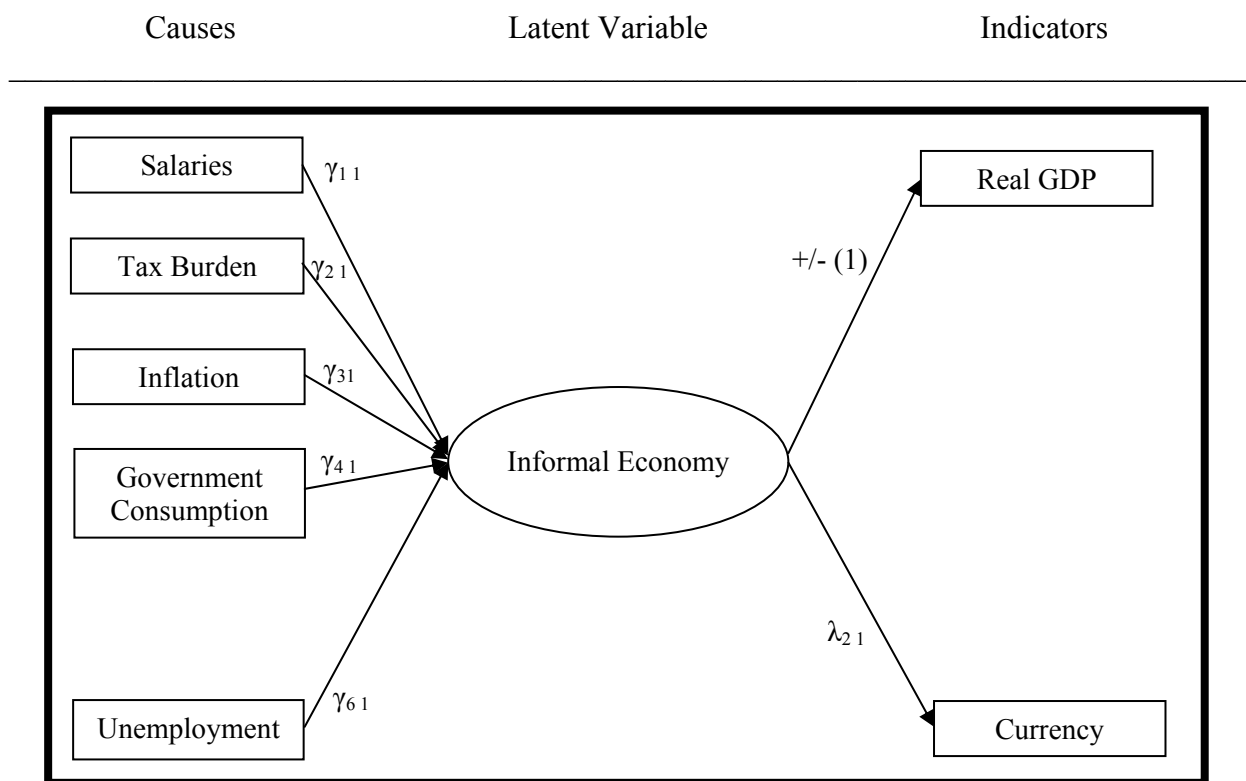 Causes Latent Variable Indicators
Salaries
γ1 1
Real GDP
Tax Burden
γ2 1
+/- (1)
Inflation
γ31
Informal Economy
Government
Consumption
γ4 1
λ2 1
Unemployment
γ6 1
Currency